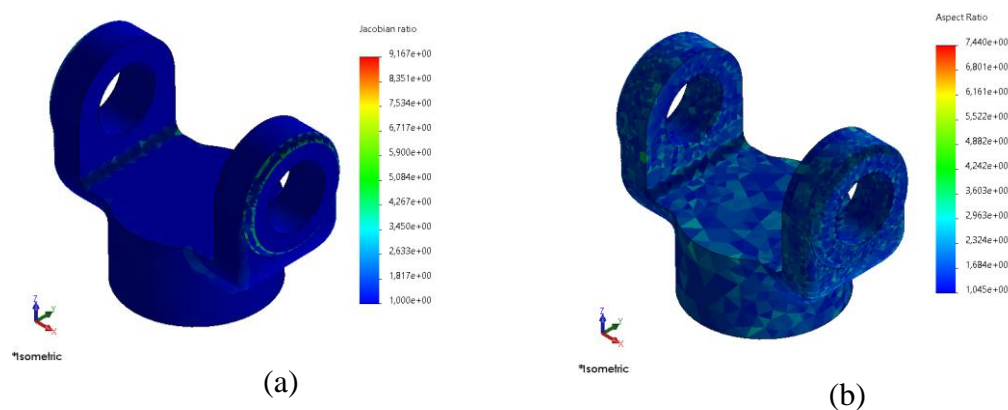 Jacobian ratio
9,167e+00
8,351e+00
7,534e+00
6,717e+00
5,900e+00
5,084e+00
4,267e+00
3,450e+00
2,633e+00
1,817e+00
1,000e+00
Z
Y
X
*Isometric
(a)
Aspect Ratio
7,440e+00
6,801e+00
6,161e+00
5,522e+00
4,882e+00
4,242e+00
3,603e+00
2,963e+00
2,324e+00
1,684e+00
1,045e+00
Z
Y
X
*Isometric
(b)